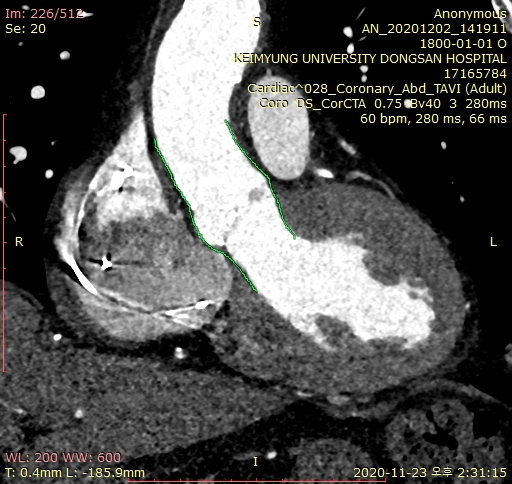 Im: 226/512
Se: 20
S
Anonymous
AN_20201202_141911
1800-01-01 O
KEIMYUNG UNIVERSITY DONGSAN HOSPITAL
17165784
Cardiac^028_Coronary_Abd_TAVI (Adult)
Coro DS_CorCTA 0.75 Bv40 3 280ms
60 bpm, 280 ms, 66 ms
R
L
WL: 200 WW: 600
T: 0.4mm L: -185.9mm
I
2020-11-23 오후 2:31:15